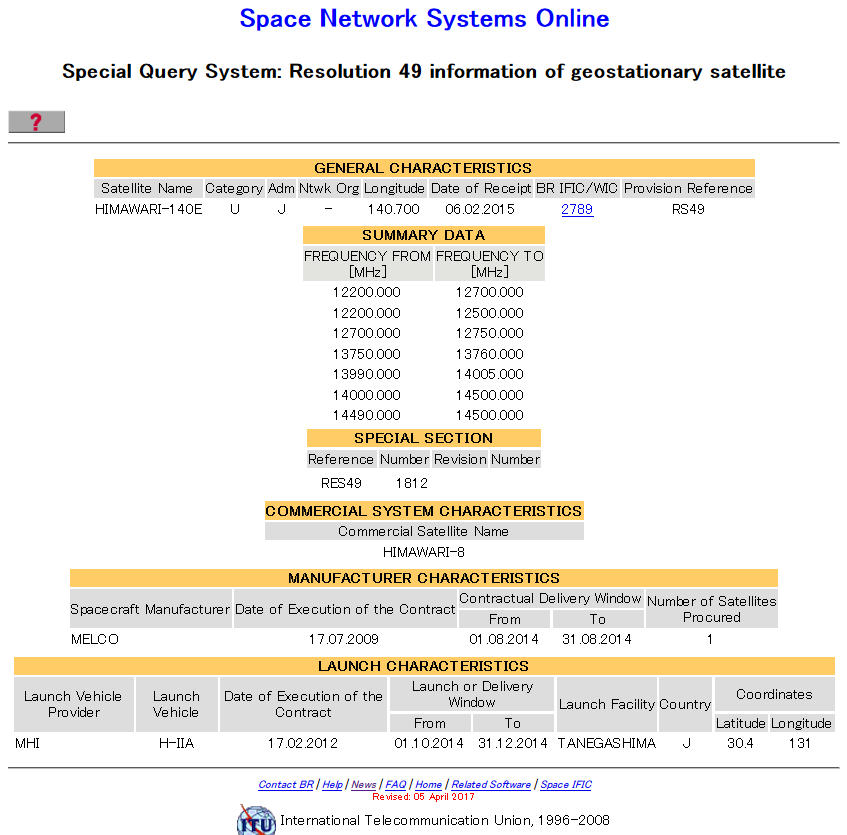 Space Network Systems Online
Special Query System: Resolution 49 information of geostationary satellite
?
GENERAL CHARACTERISTICS
Satellite Name Category Adm Ntwk Org Longitude Date of Receipt BR IFIC/WIC Provision Reference
HIMAWARI-140E U J - 140.700 06.02.2015 2789 RS49
SUMMARY DATA
FREQUENCY FROM [MHz] FREQUENCY TO [MHz]
12200.000 12700.000
12200.000 12500.000
12700.000 12750.000
13750.000 13760.000
13990.000 14005.000
14000.000 14500.000
14490.000 14500.000
SPECIAL SECTION
Reference Number Revision Number
RES49 1812
COMMERCIAL SYSTEM CHARACTERISTICS
Commercial Satellite Name
HIMAWARI-8
MANUFACTURER CHARACTERISTICS
Spacecraft Manufacturer Date of Execution of the Contract Contractual Delivery Window Number of Satellites Procured
From To
MELCO 17.07.2009 01.08.2014 31.08.2014 1
LAUNCH CHARACTERISTICS
Launch Vehicle Provider Launch Vehicle Date of Execution of the Contract Launch or Delivery Window Launch Facility Country Coordinates
From To Latitude Longitude
MHI H-IIA 17.02.2012 01.10.2014 31.12.2014 TANEGASHIMA J 30.4 131
Contact BR | Help | News | FAQ | Home | Related Software | Space IFIC
Revised: 05 April 2017
ITU International Telecommunication Union, 1996-2008